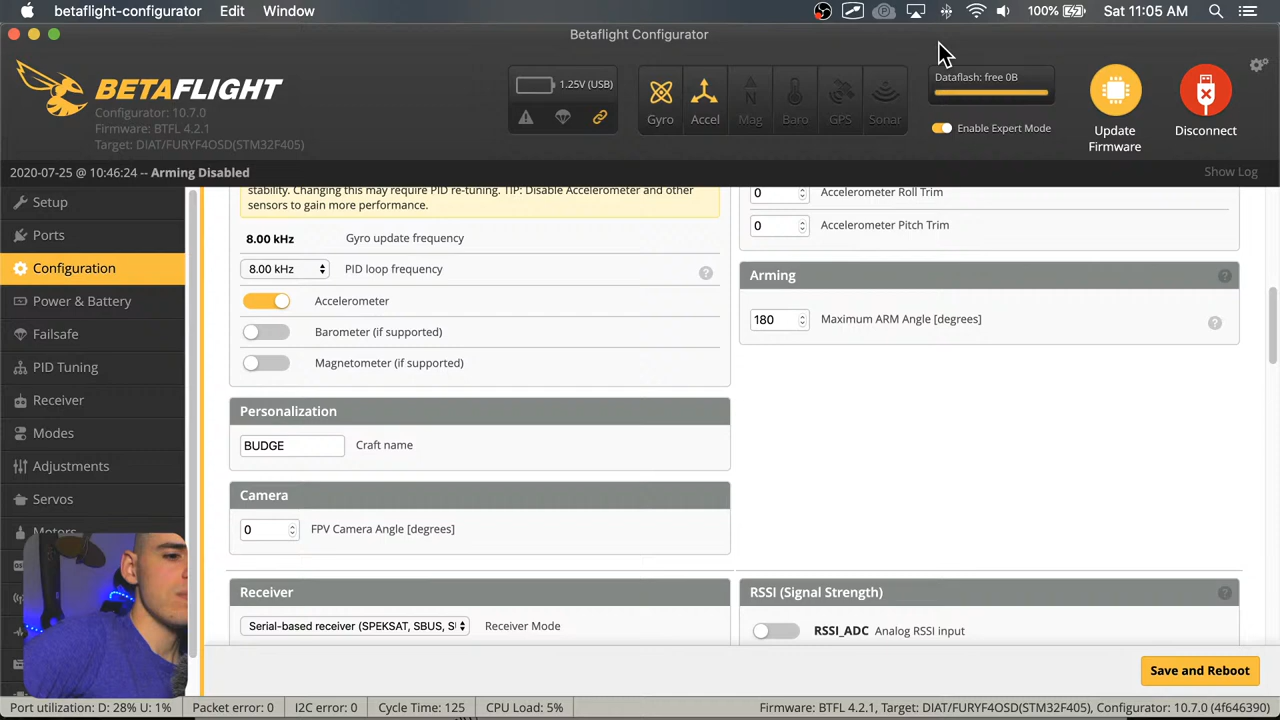 betaflight-configurator Edit Window 100% Sat 11:05 AM
Betaflight Configurator
BETAFLIGHT
Configurator: 10.7.0
Firmware: BTFL 4.2.1
Target: DIAT/FURYF4OSD(STM32F405)
1.25V (USB)
Gyro Accel Mag Baro GPS Sonar
Dataflash: free 0B
Enable Expert Mode
Update Firmware
Disconnect
2020-07-25 @ 10:46:24 -- Arming Disabled
Show Log
Setup
Ports
Configuration
Power & Battery
Failsafe
PID Tuning
Receiver
Modes
Adjustments
Servos
Motors
stability. Changing this may require PID re-tuning. TIP: Disable Accelerometer and other
sensors to gain more performance.
8.00 kHz Gyro update frequency
8.00 kHz PID loop frequency ?
Accelerometer
Barometer (if supported)
Magnetometer (if supported)
Personalization
BUDGE Craft name
Camera
0 FPV Camera Angle [degrees]
Receiver
Serial-based receiver (SPEKSAT, SBUS, S Receiver Mode
0 Accelerometer Roll Trim
0 Accelerometer Pitch Trim
Arming ?
180 Maximum ARM Angle [degrees] ?
RSSI (Signal Strength) ?
RSSI_ADC Analog RSSI input
Save and Reboot
Port utilization: D: 28% U: 1% Packet error: 0 I2C error: 0 Cycle Time: 125 CPU Load: 5% Firmware: BTFL 4.2.1, Target: DIAT/FURYF4OSD(STM32F405), Configurator: 10.7.0 (4f646390)